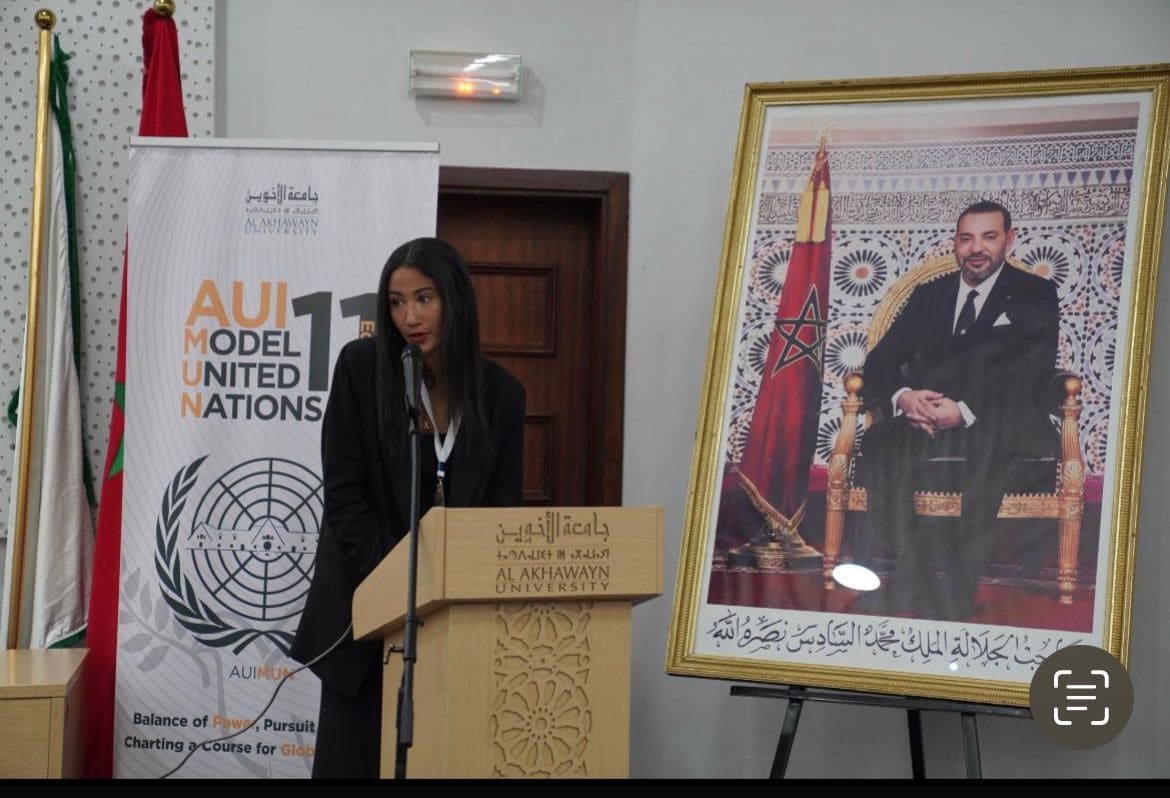 جامعة الأخوين
AL AKHAWAYN
UNIVERSITY
AUI 11
MODEL
UNITED
NATIONS
AUIMUN
Balance of Power, Pursuit
Charting a Course for Glob
جامعة الأخوين
AL AKHAWAYN
UNIVERSITY
صاحب الجلالة الملك محمد السادس نصره الله